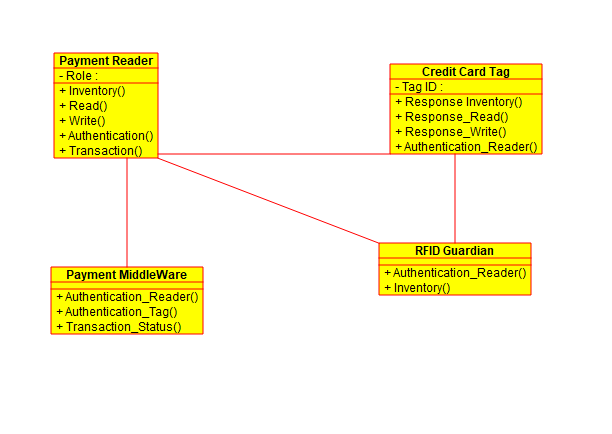 Payment Reader
- Role :
+ Inventory()
+ Read()
+ Write()
+ Authentication()
+ Transaction()
Credit Card Tag
- Tag ID :
+ Response Inventory()
+ Response_Read()
+ Response_Write()
+ Authentication_Reader()
Payment MiddleWare
+ Authentication_Reader()
+ Authentication_Tag()
+ Transaction_Status()
RFID Guardian
+ Authentication_Reader()
+ Inventory()